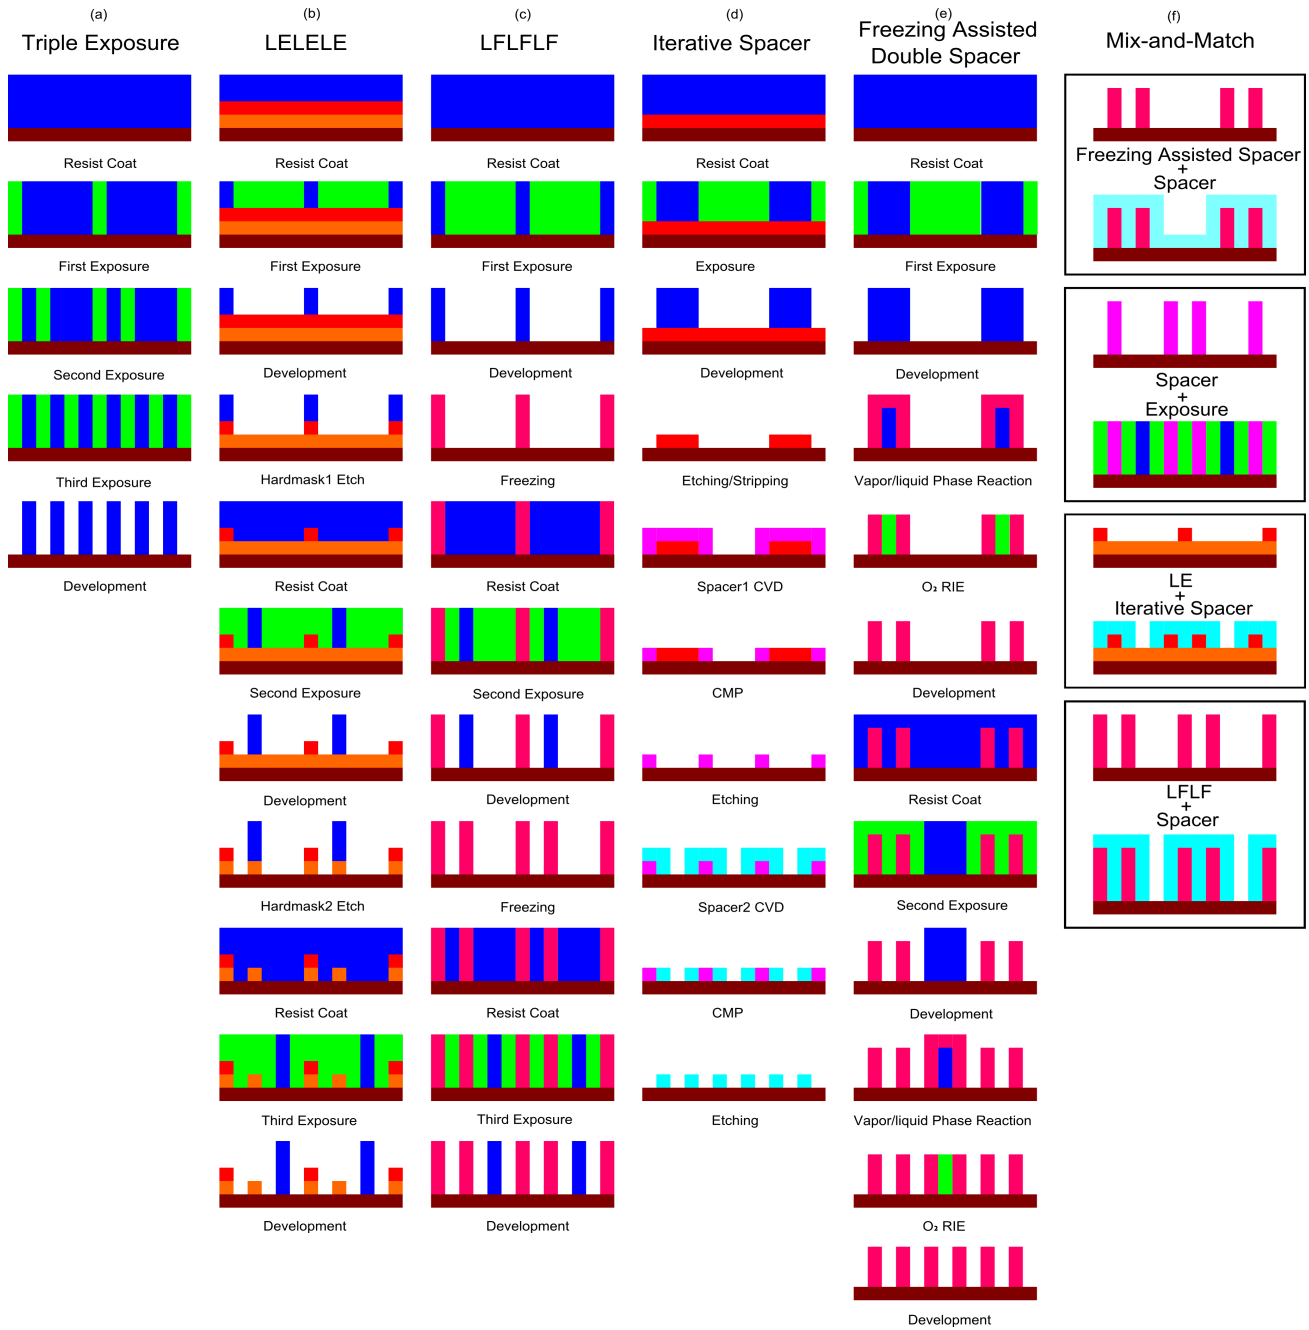 (a)
Triple Exposure
Resist Coat
First Exposure
Second Exposure
Third Exposure
Development
(b)
LELELE
Resist Coat
First Exposure
Development
Hardmask1 Etch
Resist Coat
Second Exposure
Development
Hardmask2 Etch
Resist Coat
Third Exposure
Development
(c)
LFLFLF
Resist Coat
First Exposure
Development
Freezing
Resist Coat
Second Exposure
Development
Freezing
Resist Coat
Third Exposure
Development
(d)
Iterative Spacer
Resist Coat
Exposure
Development
Etching/Stripping
Spacer1 CVD
CMP
Etching
Spacer2 CVD
CMP
Etching
(e)
Freezing Assisted
Double Spacer
Resist Coat
First Exposure
Development
Vapor/liquid Phase Reaction
O₂ RIE
Development
Resist Coat
Second Exposure
Development
Vapor/liquid Phase Reaction
O₂ RIE
Development
(f)
Mix-and-Match
Freezing Assisted Spacer
+
Spacer
Spacer
+
Exposure
LE
+
Iterative Spacer
LFLF
+
Spacer